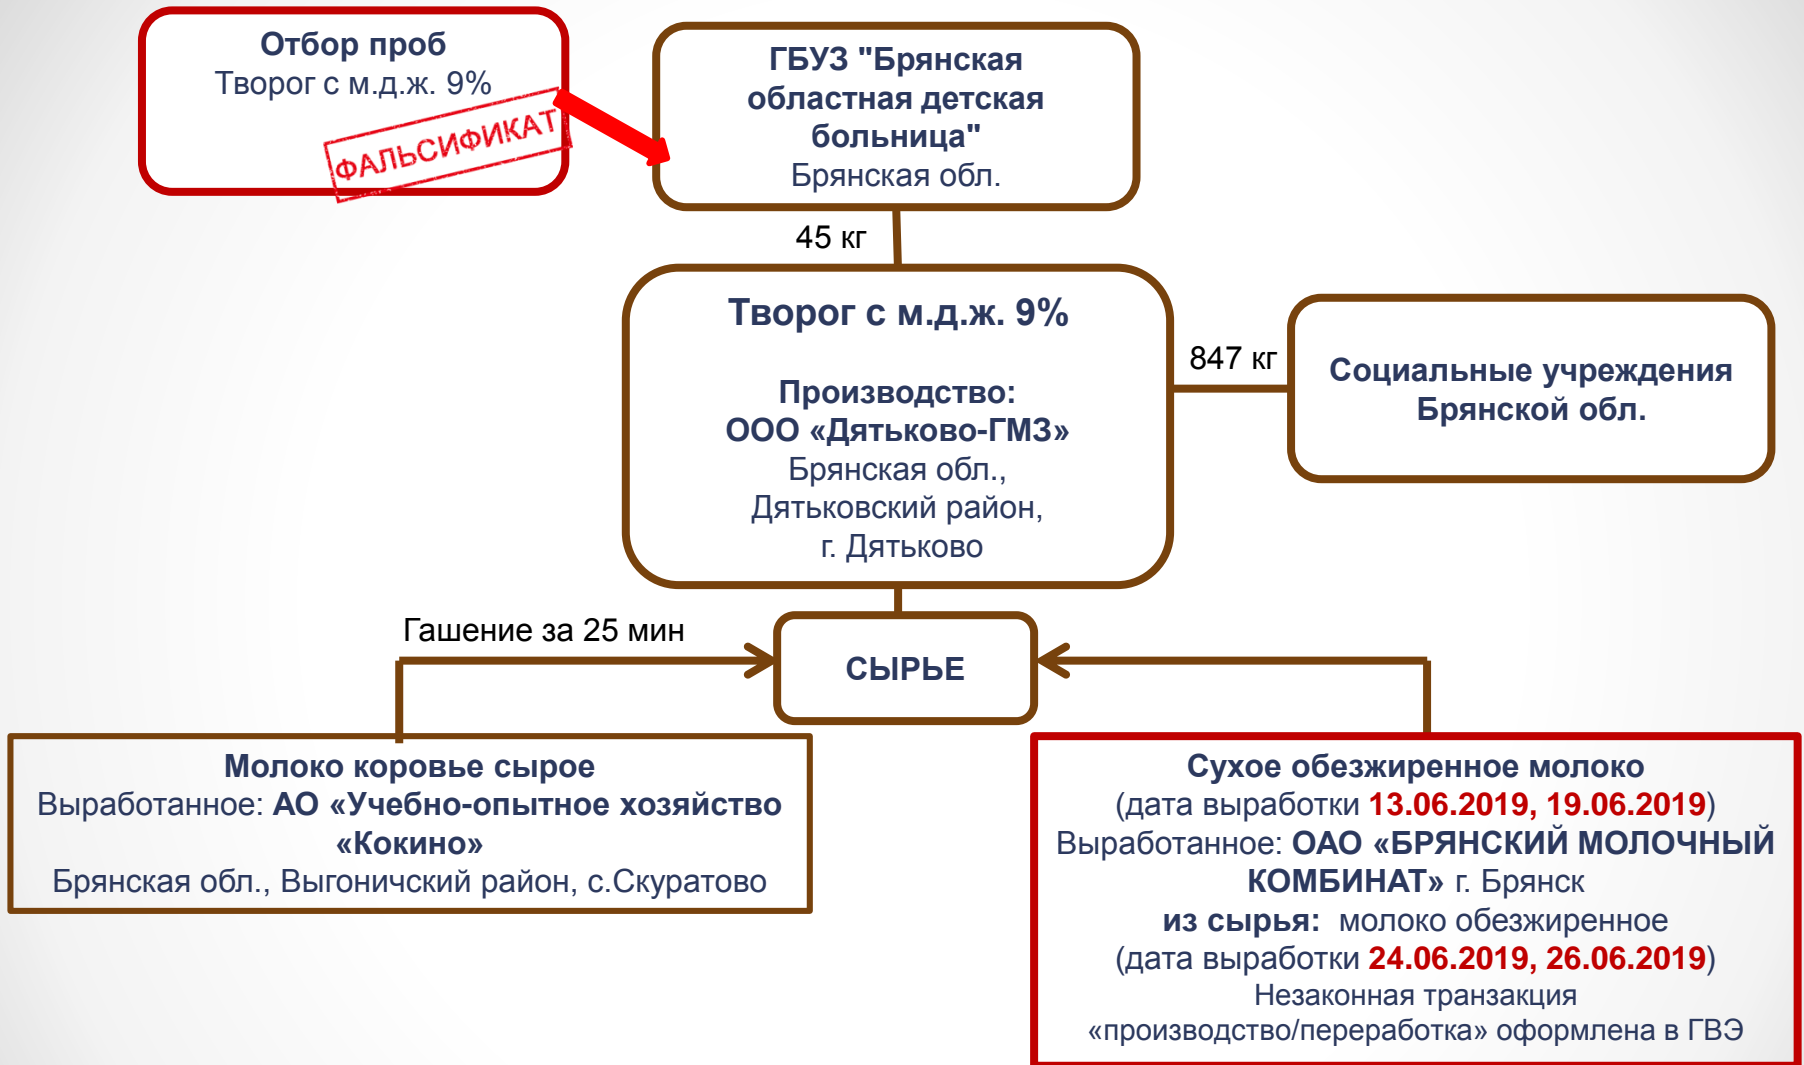 Отбор проб
Творог с м.д.ж. 9%
ФАЛЬСИФИКАТ
ГБУЗ "Брянская
областная детская
больница"
Брянская обл.
45 кг
Творог с м.д.ж. 9%
Производство:
ООО «Дятьково-ГМЗ»
Брянская обл.,
Дятьковский район,
г. Дятьково
847 кг
Социальные учреждения
Брянской обл.
Гашение за 25 мин
СЫРЬЕ
Молоко коровье сырое
Выработанное: АО «Учебно-опытное хозяйство
«Кокино»
Брянская обл., Выгоничский район, с.Скуратово
Сухое обезжиренное молоко
(дата выработки 13.06.2019, 19.06.2019)
Выработанное: ОАО «БРЯНСКИЙ МОЛОЧНЫЙ
КОМБИНАТ» г. Брянск
из сырья: молоко обезжиренное
(дата выработки 24.06.2019, 26.06.2019)
Незаконная транзакция
«производство/переработка» оформлена в ГВЭ